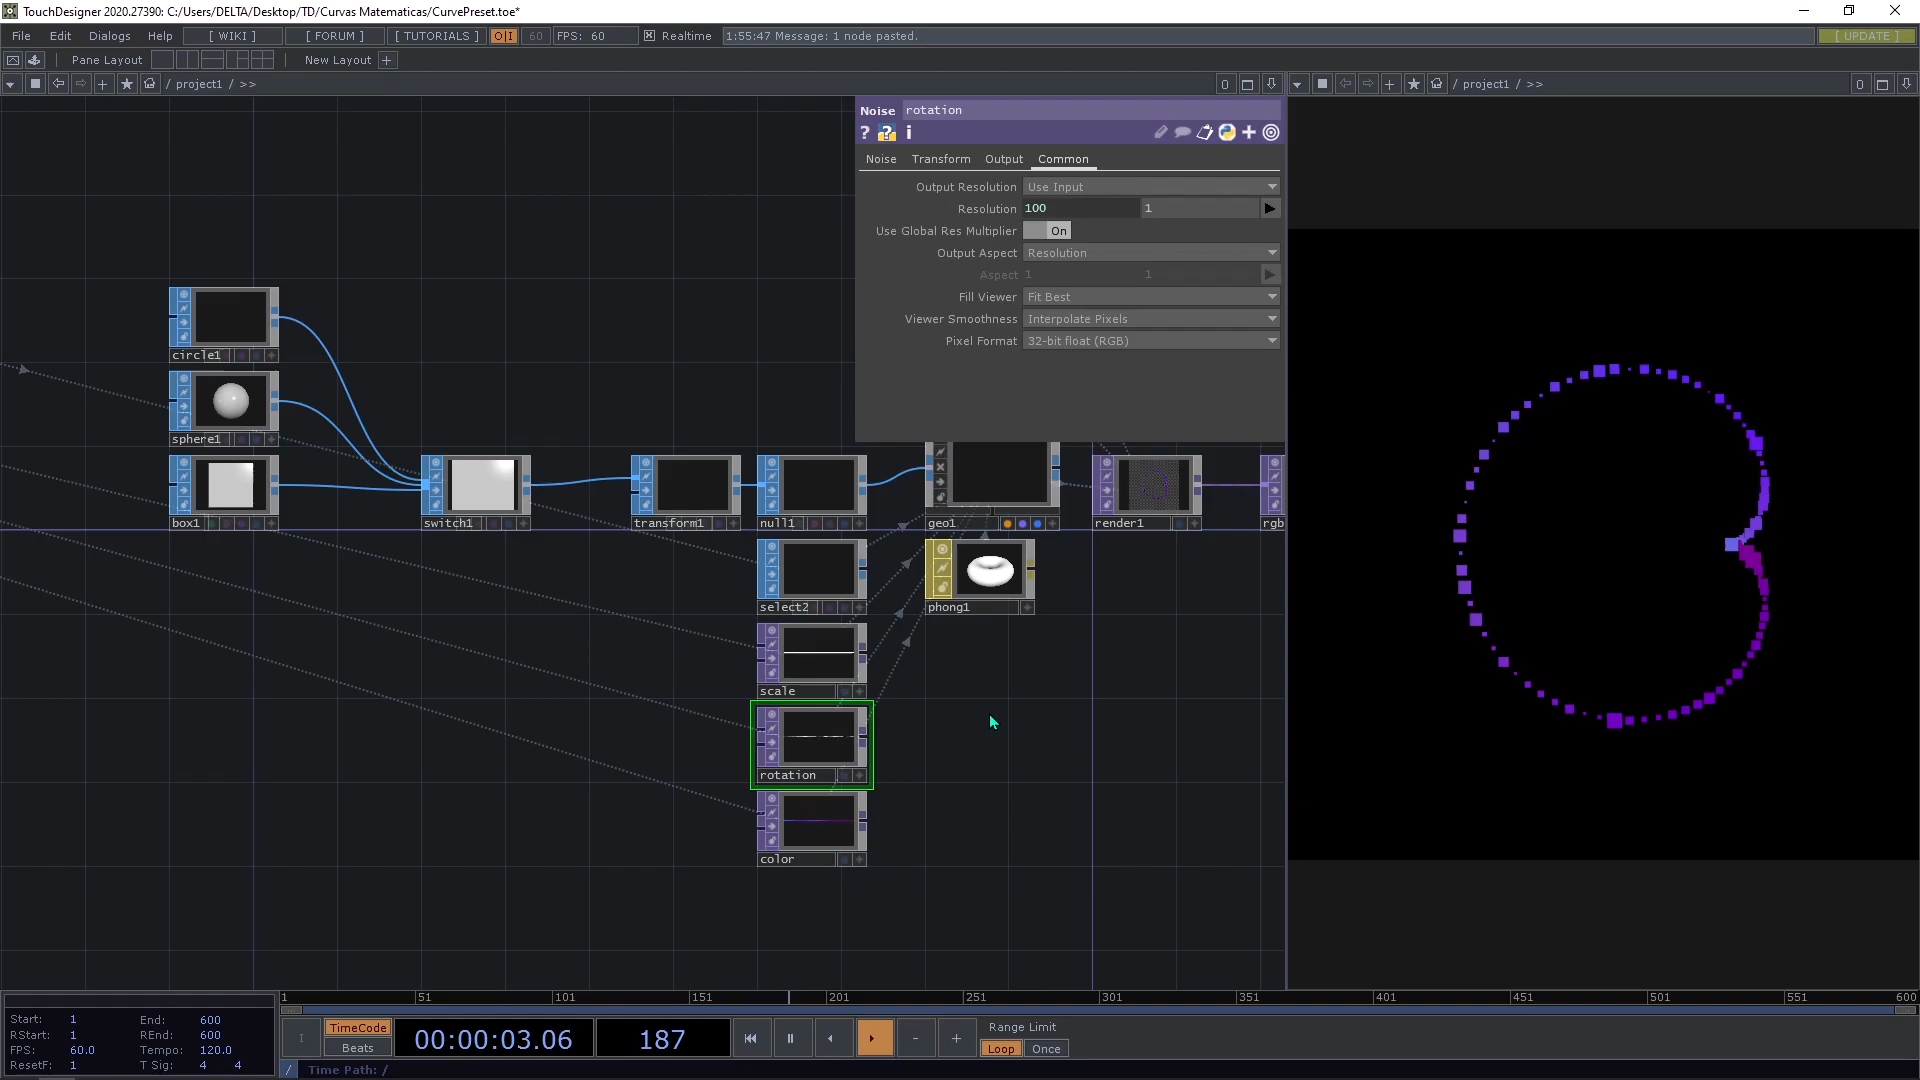 TouchDesigner 2020.27390: C:/Users/DELTA/Desktop/TD/Curvas Matematicas/CurvePreset.toe*
File Edit Dialogs Help [ WIKI ] [ FORUM ] [ TUTORIALS ] O|I 60 FPS: 60 Realtime 1:55:47 Message: 1 node pasted. [ UPDATE ]
Pane Layout New Layout +
/ project1 / >> 0 / project1 / >> 0
Noise rotation
? ? i
Noise Transform Output Common
Output Resolution Use Input
Resolution 100 1
Use Global Res Multiplier On
Output Aspect Resolution
Aspect 1 1
Fill Viewer Fit Best
Viewer Smoothness Interpolate Pixels
Pixel Format 32-bit float (RGB)
circle1
sphere1
box1 switch1 transform1 null1 geo1 render1 rgb
select2 phong1
scale
rotation
color
1 51 101 151 201 251 301 351 401 451 501 551 600
Start: 1 End: 600
RStart: 1 REnd: 600
FPS: 60.0 Tempo: 120.0
ResetF: 1 T Sig: 4 4
I TimeCode 00:00:03.06 187 - + Range Limit
Beats Loop Once
/ Time Path: /